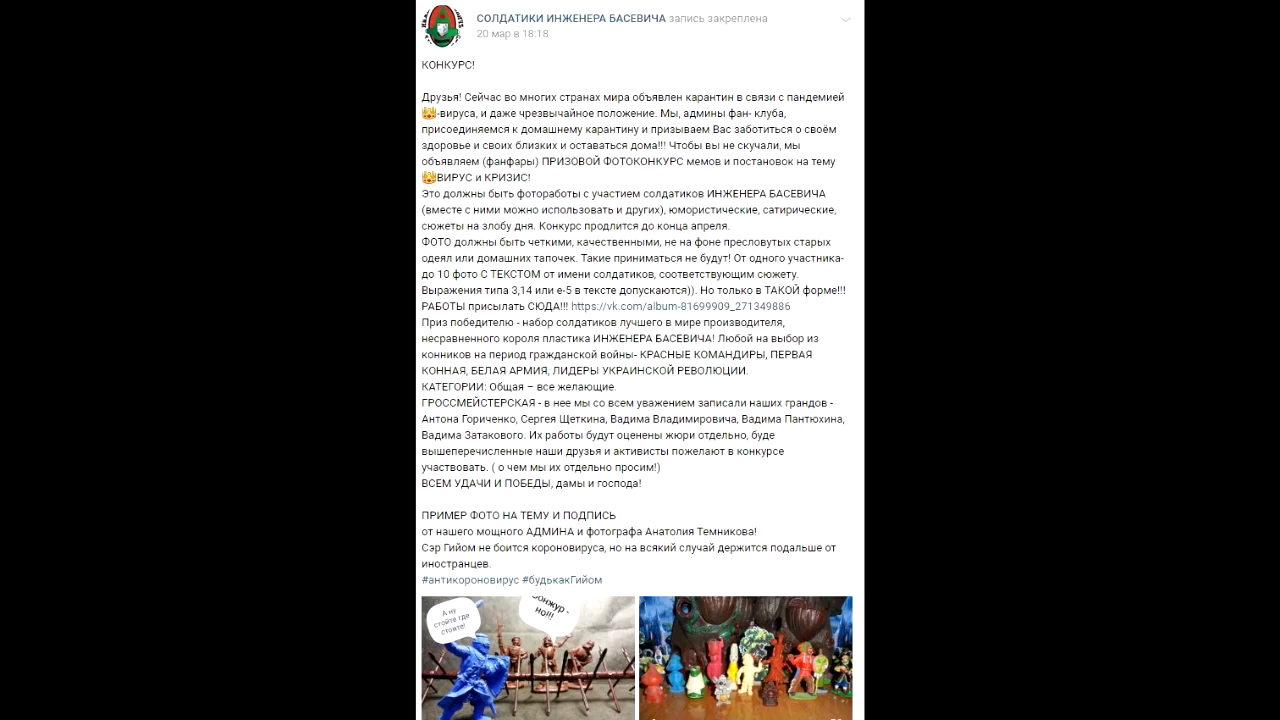 СОЛДАТИКИ ИНЖЕНЕРА БАСЕВИЧА запись закреплена
20 мар в 18:18
КОНКУРС!
Друзья! Сейчас во многих странах мира объявлен карантин в связи с пандемией
👑-вируса, и даже чрезвычайное положение. Мы, админы фан- клуба,
присоединяемся к домашнему карантину и призываем Вас заботиться о своём
здоровье и своих близких и оставаться дома!!! Чтобы вы не скучали, мы
объявляем (фанфары) ПРИЗОВОЙ ФОТОКОНКУРС мемов и постановок на тему
👑ВИРУС и КРИЗИС!
Это должны быть фотоработы с участием солдатиков ИНЖЕНЕРА БАСЕВИЧА
(вместе с ними можно использовать и других), юмористические, сатирические,
сюжеты на злобу дня. Конкурс продлится до конца апреля.
ФОТО должны быть четкими, качественными, не на фоне пресловутых старых
одеял или домашних тапочек. Такие приниматься не будут! От одного участника-
до 10 фото С ТЕКСТОМ от имени солдатиков, соответствующим сюжету.
Выражения типа 3,14 или е-5 в тексте допускаются)). Но только в ТАКОЙ форме!!!
РАБОТЫ присылать СЮДА!!! https://vk.com/album-81699909_271349886
Приз победителю - набор солдатиков лучшего в мире производителя,
несравненного короля пластика ИНЖЕНЕРА БАСЕВИЧА! Любой на выбор из
конников на период гражданской войны- КРАСНЫЕ КОМАНДИРЫ, ПЕРВАЯ
КОННАЯ, БЕЛАЯ АРМИЯ, ЛИДЕРЫ УКРАИНСКОЙ РЕВОЛЮЦИИ.
КАТЕГОРИИ: Общая – все желающие.
ГРОССМЕЙСТЕРСКАЯ - в нее мы со всем уважением записали наших грандов -
Антона Гориченко, Сергея Щеткина, Вадима Владимировича, Вадима Пантюхина,
Вадима Затакового. Их работы будут оценены жюри отдельно, буде
вышеперечисленные наши друзья и активисты пожелают в конкурсе
участвовать. ( о чем мы их отдельно просим!)
ВСЕМ УДАЧИ И ПОБЕДЫ, дамы и господа!
ПРИМЕР ФОТО НА ТЕМУ И ПОДПИСЬ
от нашего мощного АДМИНА и фотографа Анатолия Темникова!
Сэр Гийом не боится короновируса, но на всякий случай держится подальше от
иностранцев.
#антикороновирус #будькакГийом
А ну
стойте где
стоите!
Бонжур -
но!!!